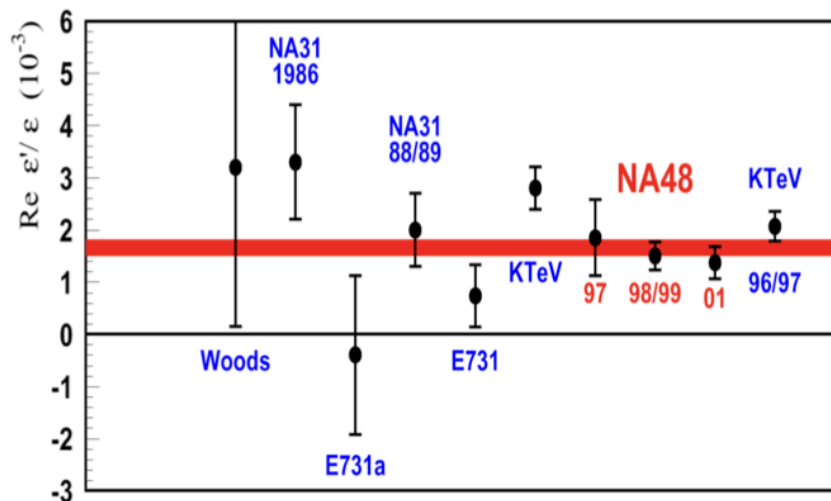 Re ε'/ε (10⁻³)
6
5
4
3
2
1
0
-1
-2
-3
NA31
1986
NA31
88/89
NA48
KTeV
KTeV
97
98/99
01
96/97
Woods
E731
E731a